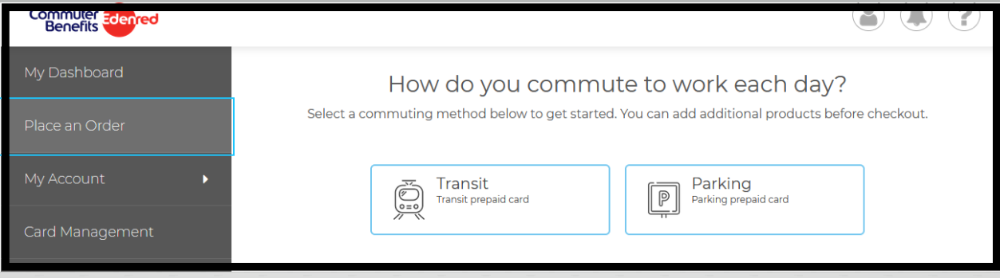 Commuter
Benefits Edenred
My Dashboard
Place an Order
My Account
Card Management
?
How do you commute to work each day?
Select a commuting method below to get started. You can add additional products before checkout.
Transit
Transit prepaid card
P
Parking
Parking prepaid card